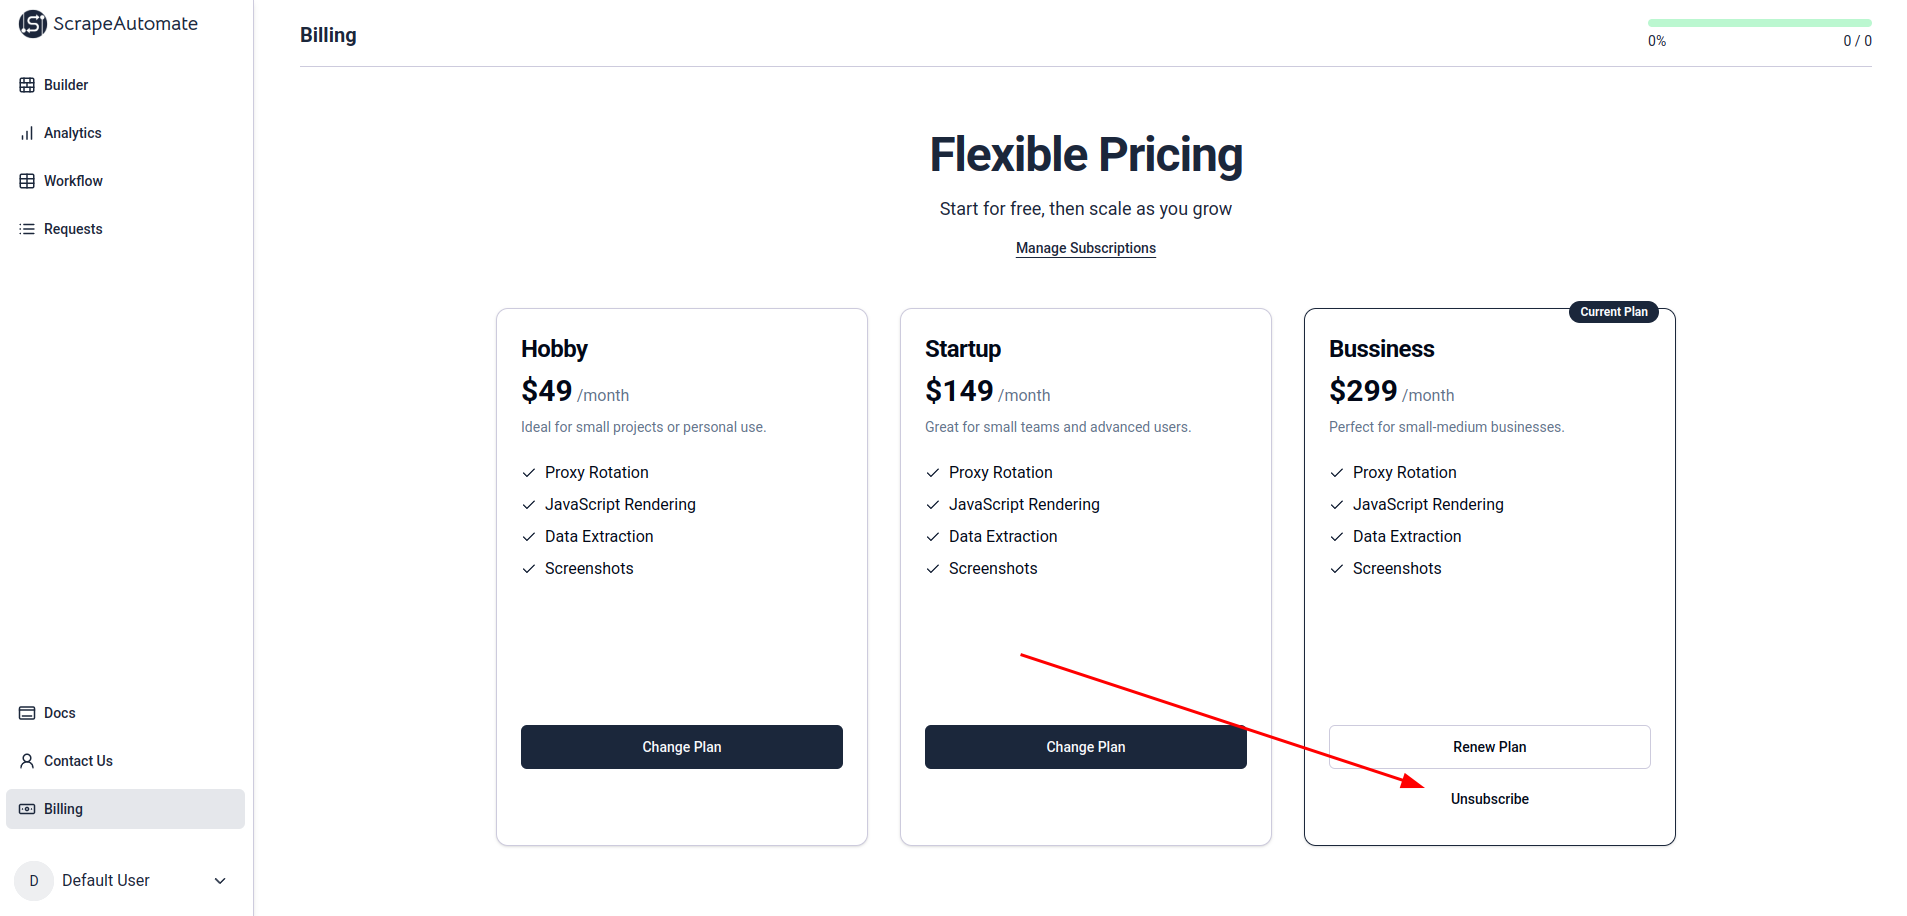 ScrapeAutomate
Builder
Analytics
Workflow
Requests
Docs
Contact Us
Billing
D Default User
Billing
0% 0 / 0
Flexible Pricing
Start for free, then scale as you grow
Manage Subscriptions
Hobby
$49 /month
Ideal for small projects or personal use.
Proxy Rotation
JavaScript Rendering
Data Extraction
Screenshots
Change Plan
Startup
$149 /month
Great for small teams and advanced users.
Proxy Rotation
JavaScript Rendering
Data Extraction
Screenshots
Change Plan
Current Plan
Bussiness
$299 /month
Perfect for small-medium businesses.
Proxy Rotation
JavaScript Rendering
Data Extraction
Screenshots
Renew Plan
Unsubscribe